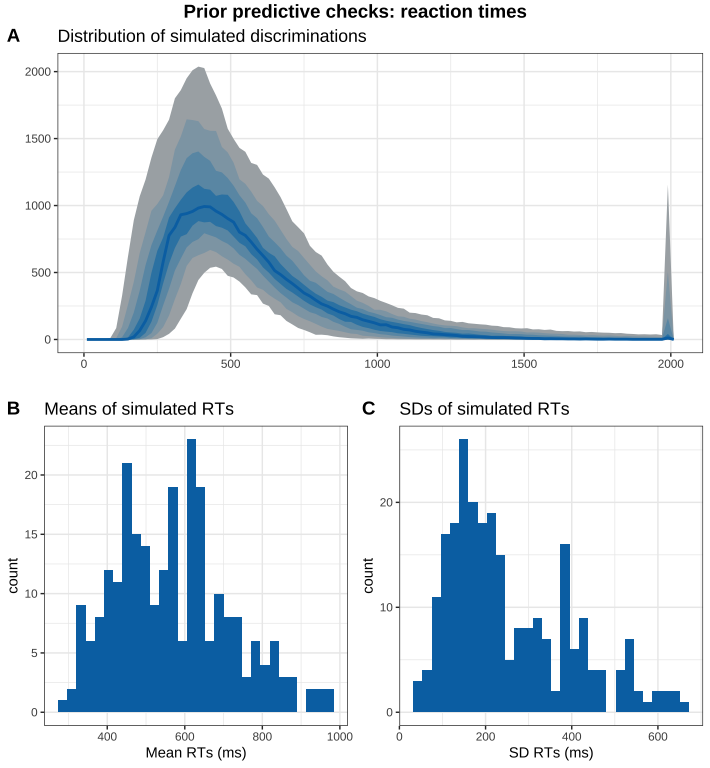 Prior predictive checks: reaction times
A Distribution of simulated discriminations
2000
1500
1000
500
0
0 500 1000 1500 2000
B Means of simulated RTs
20
15
10
5
0
count
400 600 800 1000
Mean RTs (ms)
C SDs of simulated RTs
20
10
0
count
0 200 400 600
SD RTs (ms)